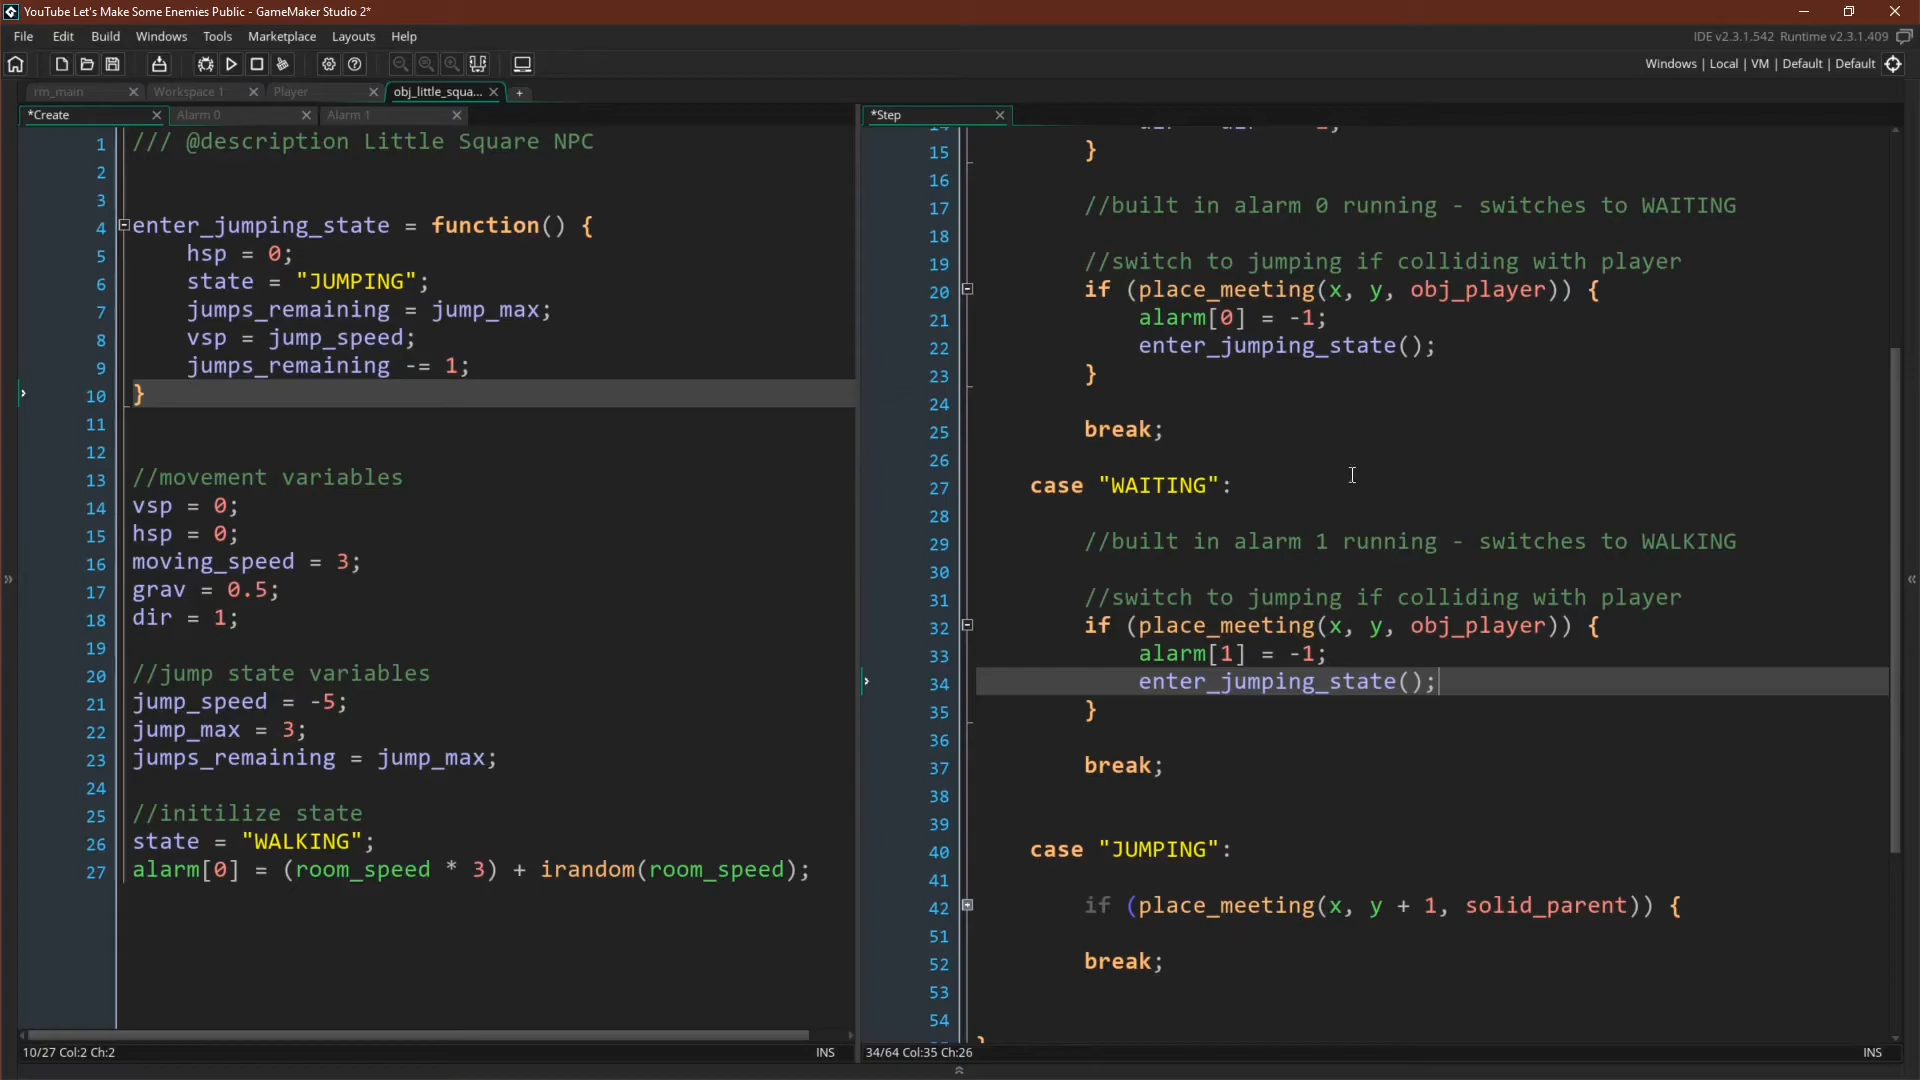 YouTube Let's Make Some Enemies Public - GameMaker Studio 2*
File Edit Build Windows Tools Marketplace Layouts Help
IDE v2.3.1.542 Runtime v2.3.1.409
Windows | Local | VM | Default | Default
rm_main Workspace 1 Player obj_little_squa...
*Create Alarm 0 Alarm 1
1 /// @description Little Square NPC
2
3
4 enter_jumping_state = function() {
5 hsp = 0;
6 state = "JUMPING";
7 jumps_remaining = jump_max;
8 vsp = jump_speed;
9 jumps_remaining -= 1;
10 }
11
12
13 //movement variables
14 vsp = 0;
15 hsp = 0;
16 moving_speed = 3;
17 grav = 0.5;
18 dir = 1;
19
20 //jump state variables
21 jump_speed = -5;
22 jump_max = 3;
23 jumps_remaining = jump_max;
24
25 //initilize state
26 state = "WALKING";
27 alarm[0] = (room_speed * 3) + irandom(room_speed);
10/27 Col:2 Ch:2 INS
*Step
15 }
16
17 //built in alarm 0 running - switches to WAITING
18
19 //switch to jumping if colliding with player
20 if (place_meeting(x, y, obj_player)) {
21 alarm[0] = -1;
22 enter_jumping_state();
23 }
24
25 break;
26
27 case "WAITING":
28
29 //built in alarm 1 running - switches to WALKING
30
31 //switch to jumping if colliding with player
32 if (place_meeting(x, y, obj_player)) {
33 alarm[1] = -1;
34 enter_jumping_state();
35 }
36
37 break;
38
39
40 case "JUMPING":
41
42 if (place_meeting(x, y + 1, solid_parent)) {
51
52 break;
53
54
34/64 Col:35 Ch:26 INS